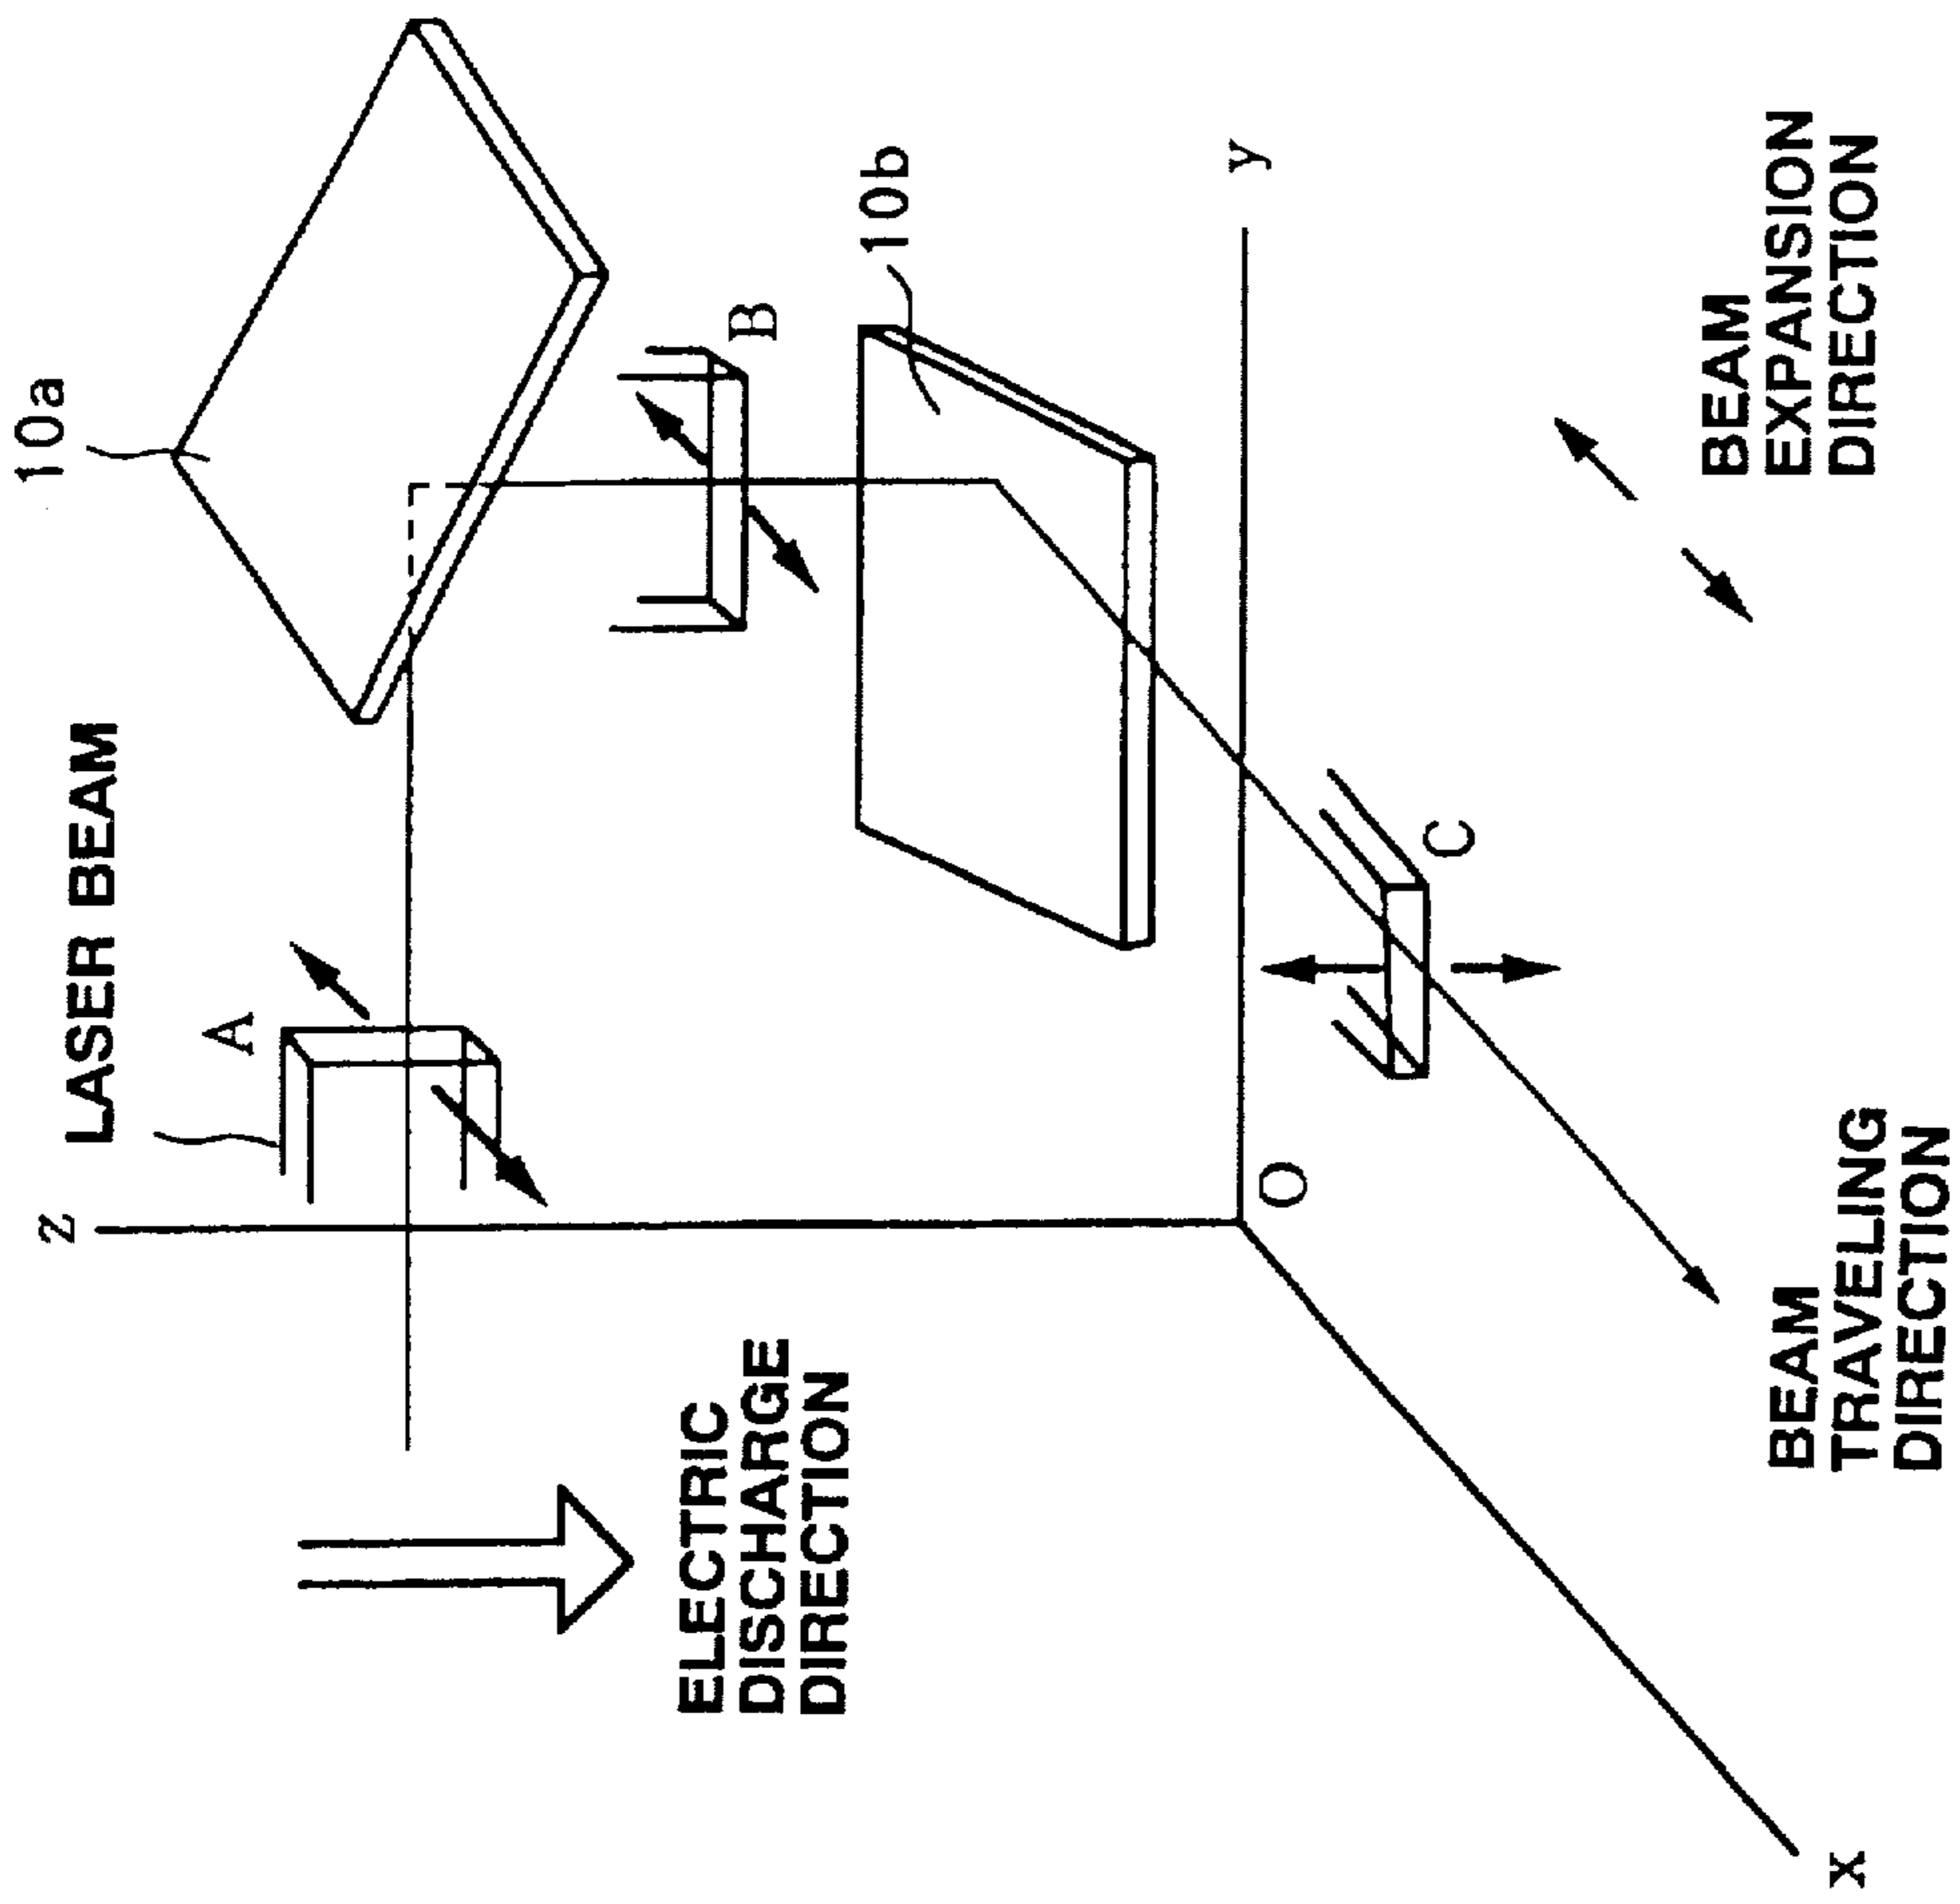 10a
LASER BEAM
A
z
B
10b
y
ELECTRIC
DISCHARGE
DIRECTION
O
C
x
BEAM
TRAVELING
DIRECTION
BEAM
EXPANSION
DIRECTION